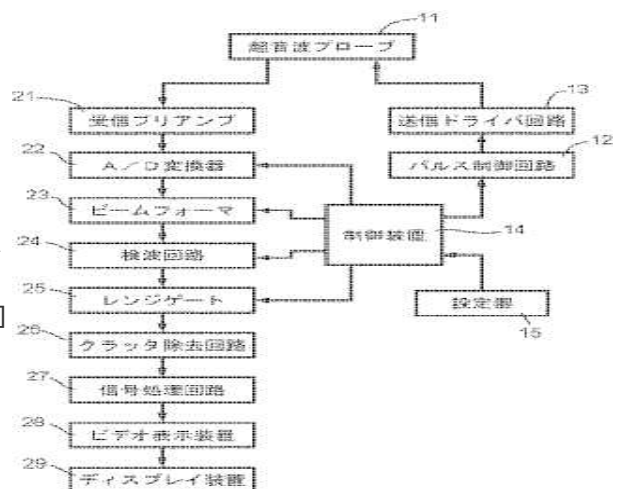 11
超音波プローブ
21
受信プリアンプ
13
送信ドライバ回路
22
A/D変換器
12
パルス制御回路
23
ビームフォーマ
制御装置
14
24
検波回路
25
レンジゲート
設定器
15
26
クラッタ除去回路
27
信号処理回路
28
ビデオ表示装置
29
ディスプレイ装置